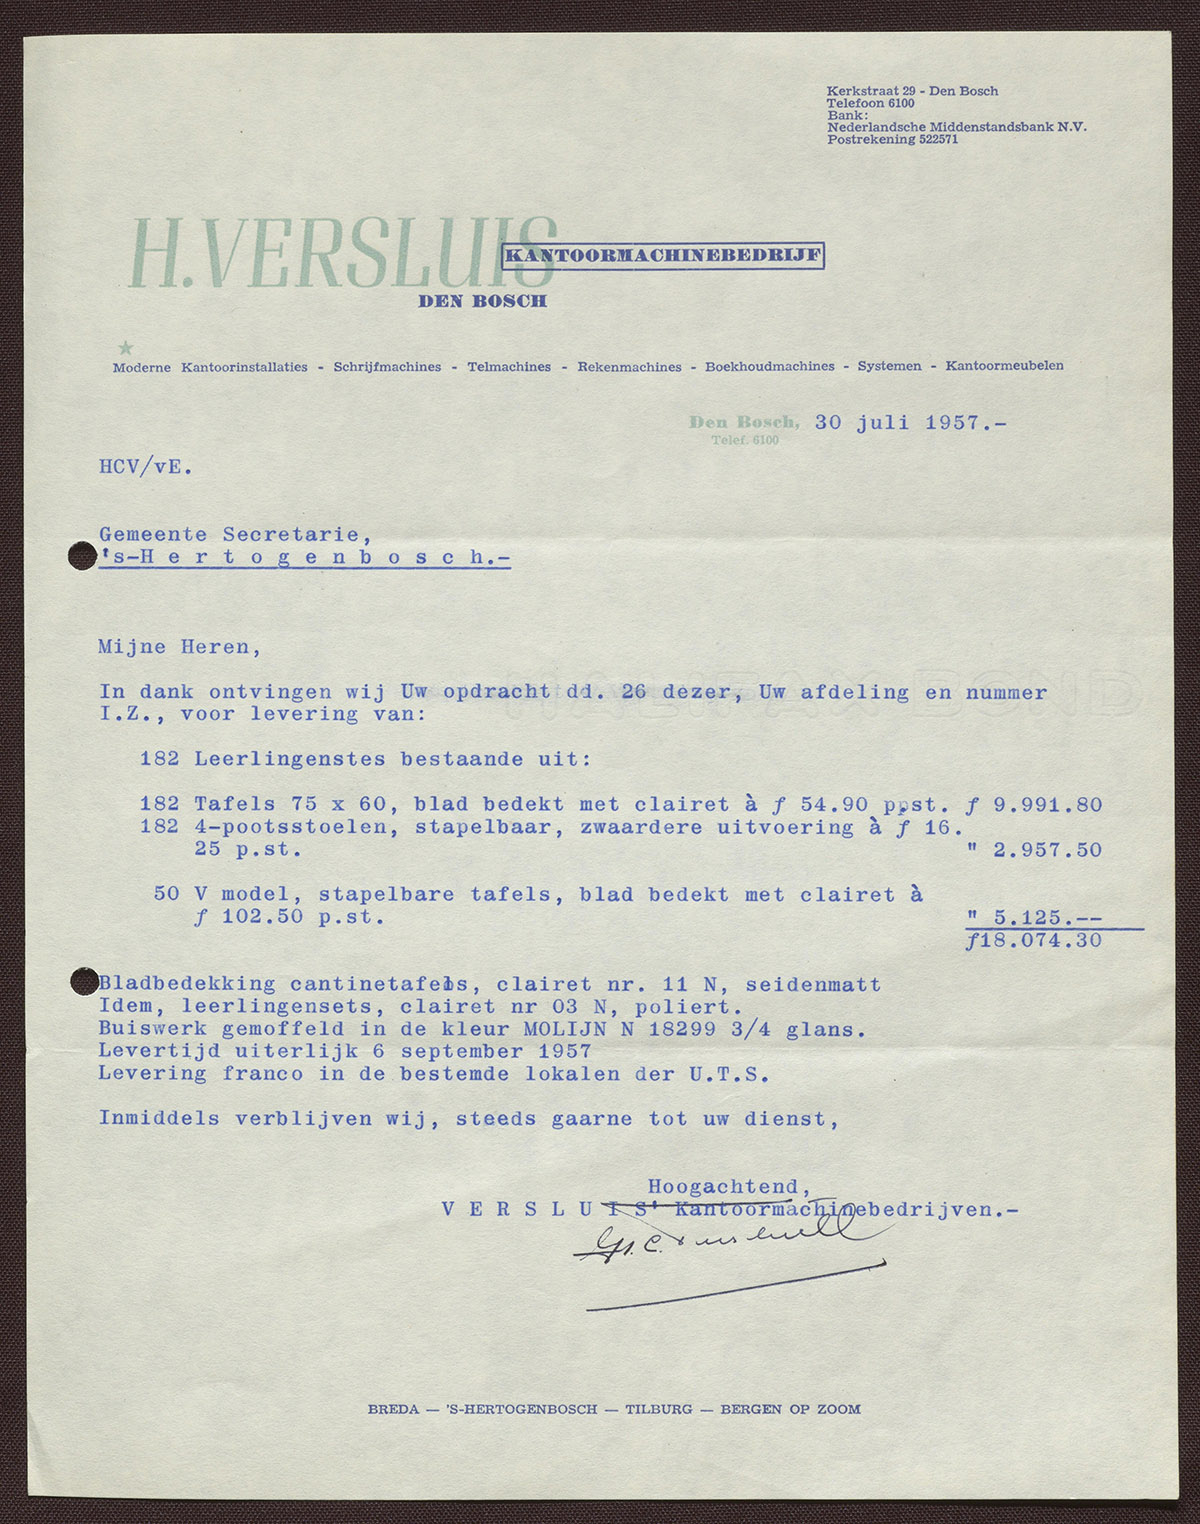 Kerkstraat 29 - Den Bosch
Telefoon 6100
Bank:
Nederlandsche Middenstandsbank N.V.
Postrekening 522571
H.VERSLUIS
KANTOORMACHINEBEDRIJF
DEN BOSCH
Moderne Kantoorinstallaties - Schrijfmachines - Telmachines - Rekenmachines - Boekhoudmachines - Systemen - Kantoormeubelen
Den Bosch, 30 juli 1957.-
Telef. 6100
HCV/vE.
Gemeente Secretarie,
's-H e r t o g e n b o s c h.-
Mijne Heren,
In dank ontvingen wij Uw opdracht dd. 26 dezer, Uw afdeling en nummer
I.Z., voor levering van:
182 Leerlingenstes bestaande uit:
182 Tafels 75 x 60, blad bedekt met clairet à ƒ 54.90 ppst. ƒ 9.991.80
182 4-pootsstoelen, stapelbaar, zwaardere uitvoering à ƒ 16.
25 p.st. " 2.957.50
50 V model, stapelbare tafels, blad bedekt met clairet à
ƒ 102.50 p.st. " 5.125.--
ƒ18.074.30
Bladbedekking cantinetafels, clairet nr. 11 N, seidenmatt
Idem, leerlingensets, clairet nr 03 N, poliert.
Buiswerk gemoffeld in de kleur MOLIJN N 18299 3/4 glans.
Levertijd uiterlijk 6 september 1957
Levering franco in de bestemde lokalen der U.T.S.
Inmiddels verblijven wij, steeds gaarne tot uw dienst,
Hoogachtend,
V E R S L U I S' Kantoormachinebedrijven.-
BREDA — 'S-HERTOGENBOSCH — TILBURG — BERGEN OP ZOOM